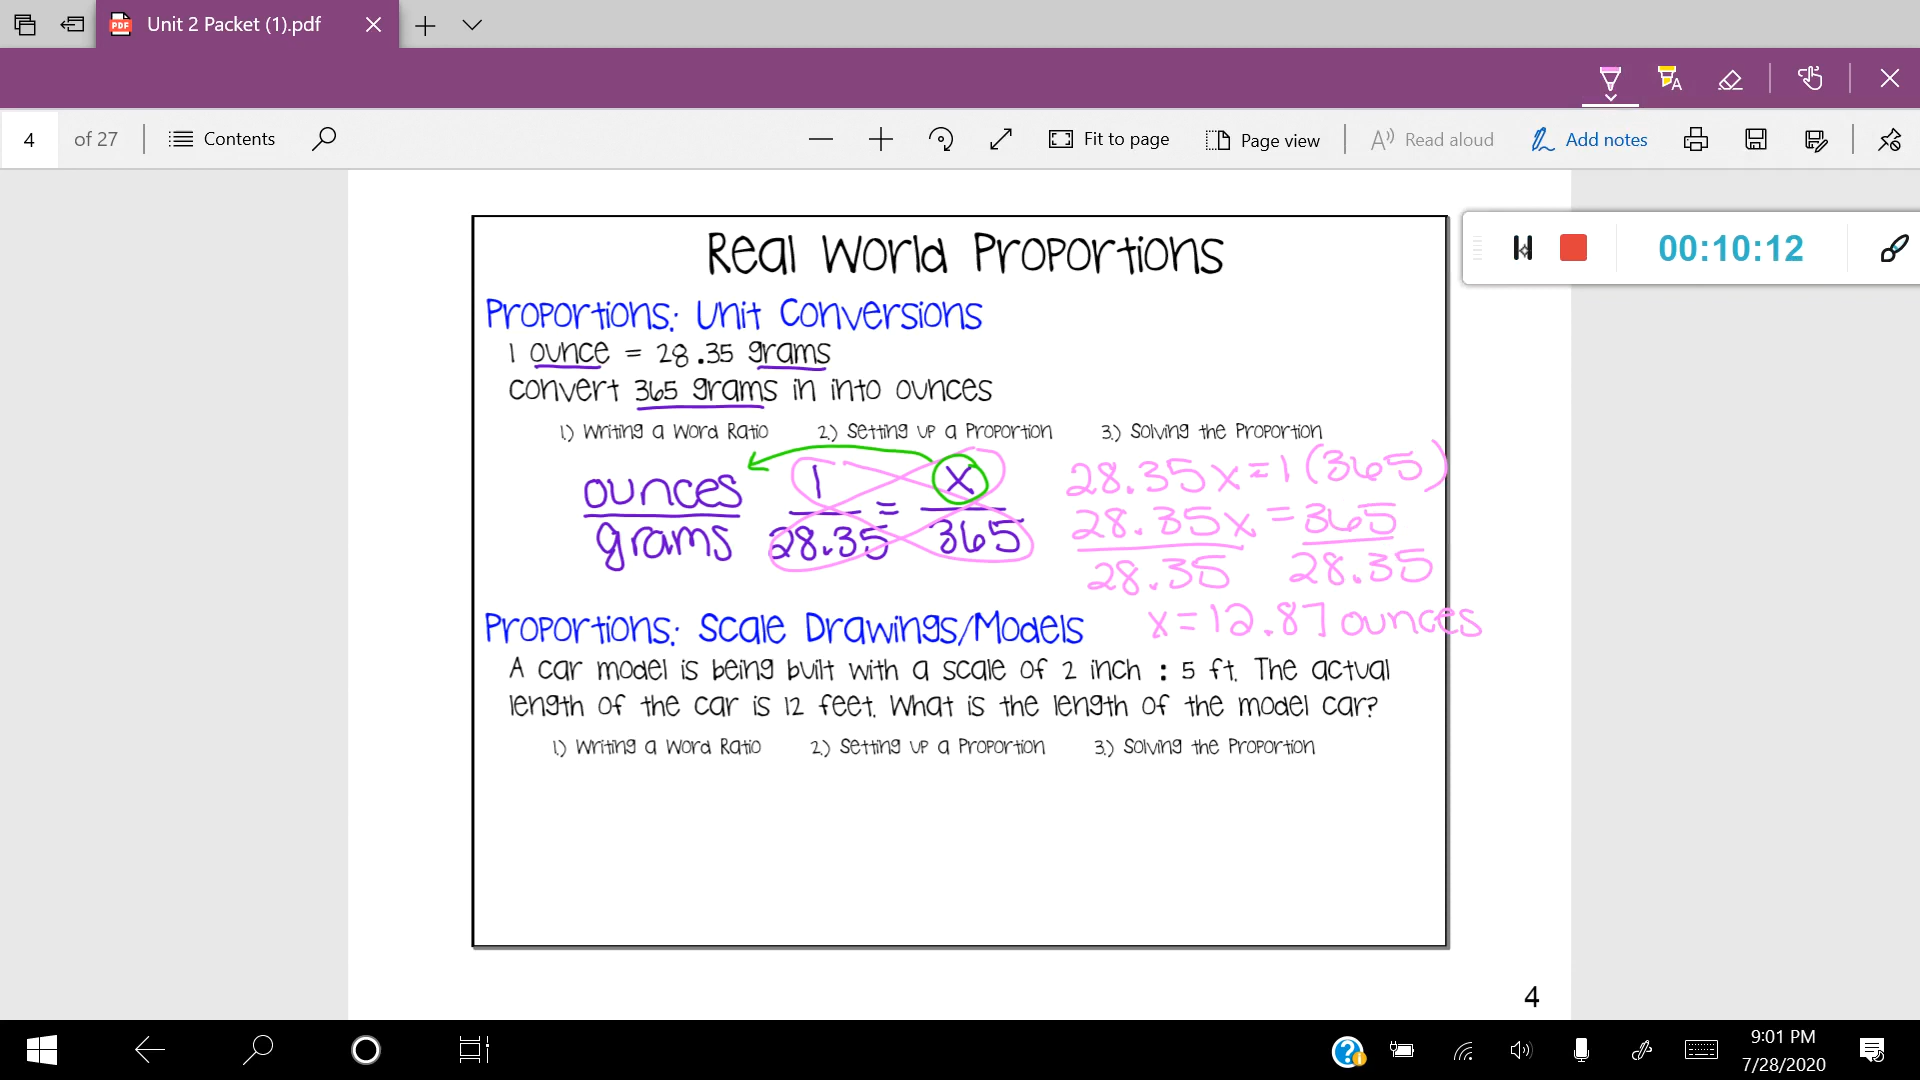 Unit 2 Packet (1).pdf
4 of 27 Contents Fit to page Page view Read aloud Add notes
00:10:12
Real World Proportions
Proportions: Unit Conversions
1 ounce = 28.35 grams
convert 365 grams in into ounces
1.) Writing a Word Ratio 2.) Setting up a Proportion 3.) Solving the Proportion
ounces 1 = x 28.35x = 1(365)
grams 28.35 365 28.35x = 365
28.35 28.35
x = 12.87 ounces
Proportions: Scale Drawings/Models
A car model is being built with a scale of 2 inch : 5 ft. The actual
length of the car is 12 feet. What is the length of the model car?
1.) Writing a Word Ratio 2.) Setting up a Proportion 3.) Solving the Proportion
4
9:01 PM
7/28/2020